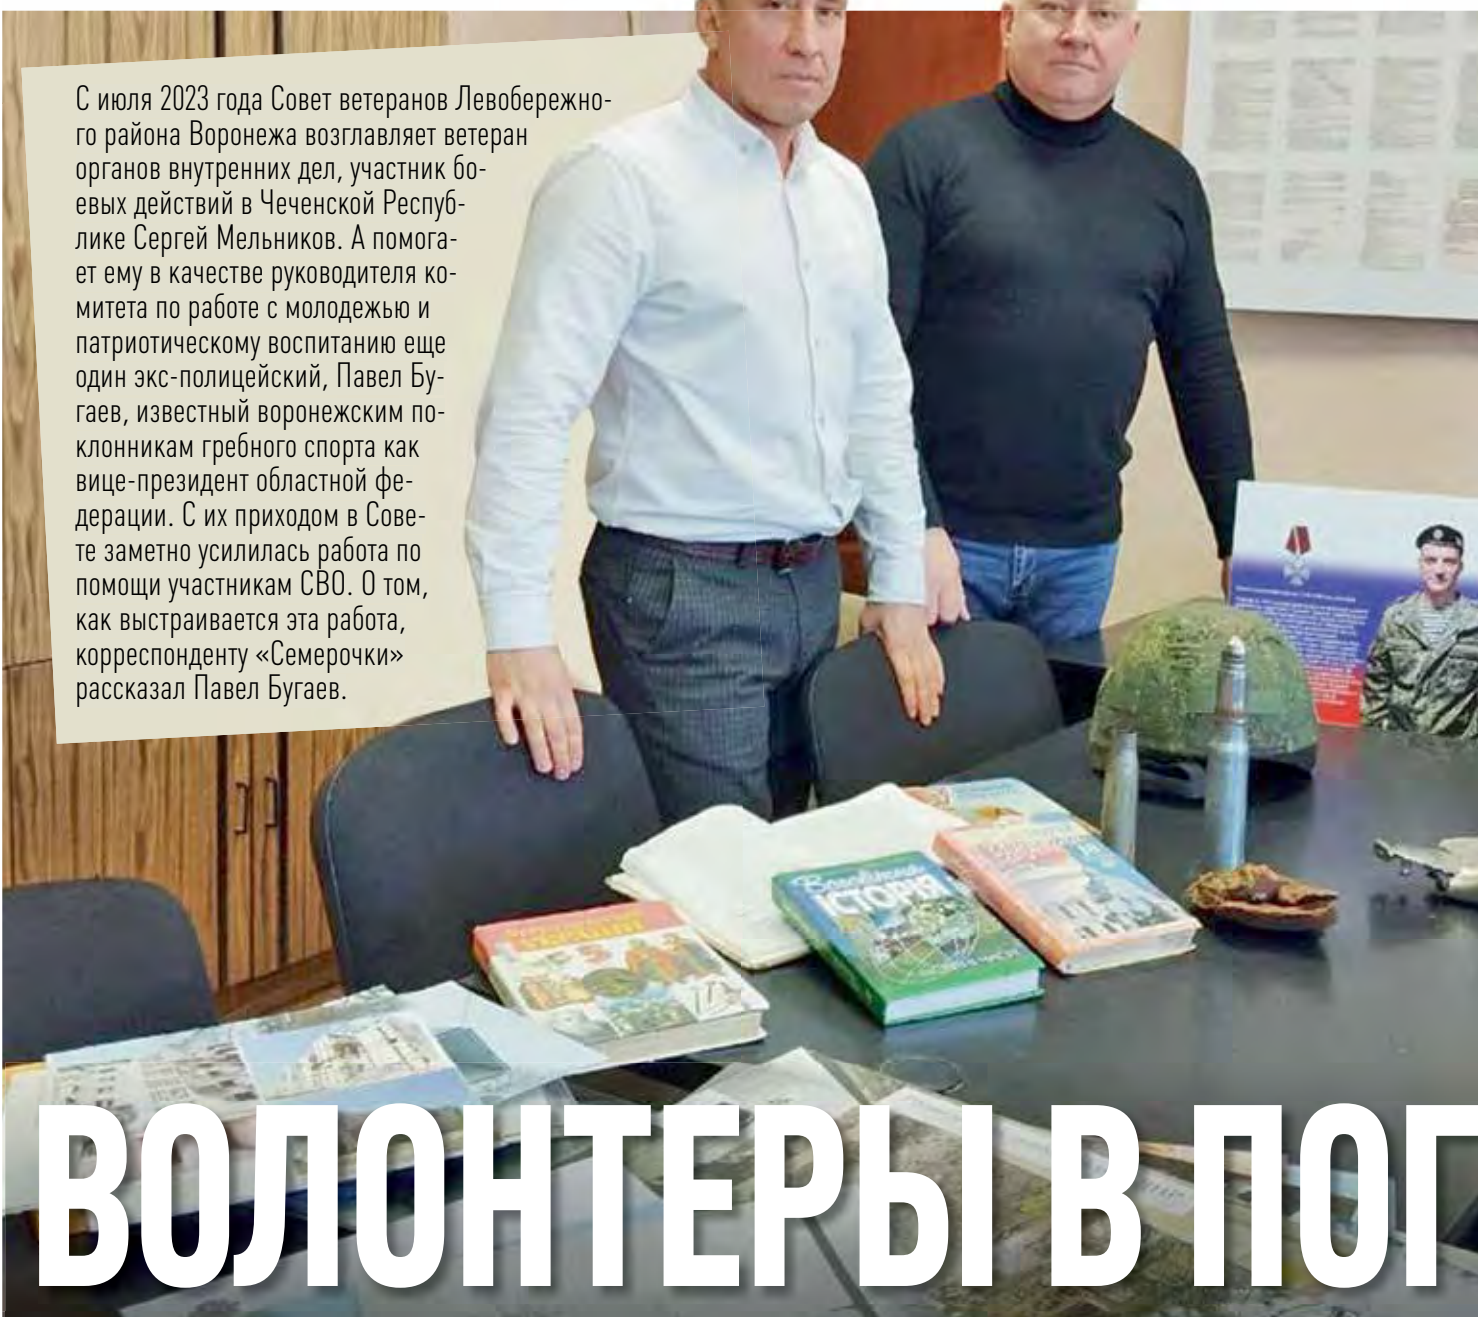 С июля 2023 года Совет ветеранов Левобережно-
го района Воронежа возглавляет ветеран
органов внутренних дел, участник бо-
евых действий в Чеченской Респуб-
лике Сергей Мельников. А помога-
ет ему в качестве руководителя ко-
митета по работе с молодежью и
патриотическому воспитанию еще
один экс-полицейский, Павел Бу-
гаев, известный воронежским по-
клонникам гребного спорта как
вице-президент областной фе-
дерации. С их приходом в Сове-
те заметно усилилась работа по
помощи участникам СВО. О том,
как выстраивается эта работа,
корреспонденту «Семерочки»
рассказал Павел Бугаев.
ІСТОРІЯ
ВОЛОНТЕРЫ В ПОГ